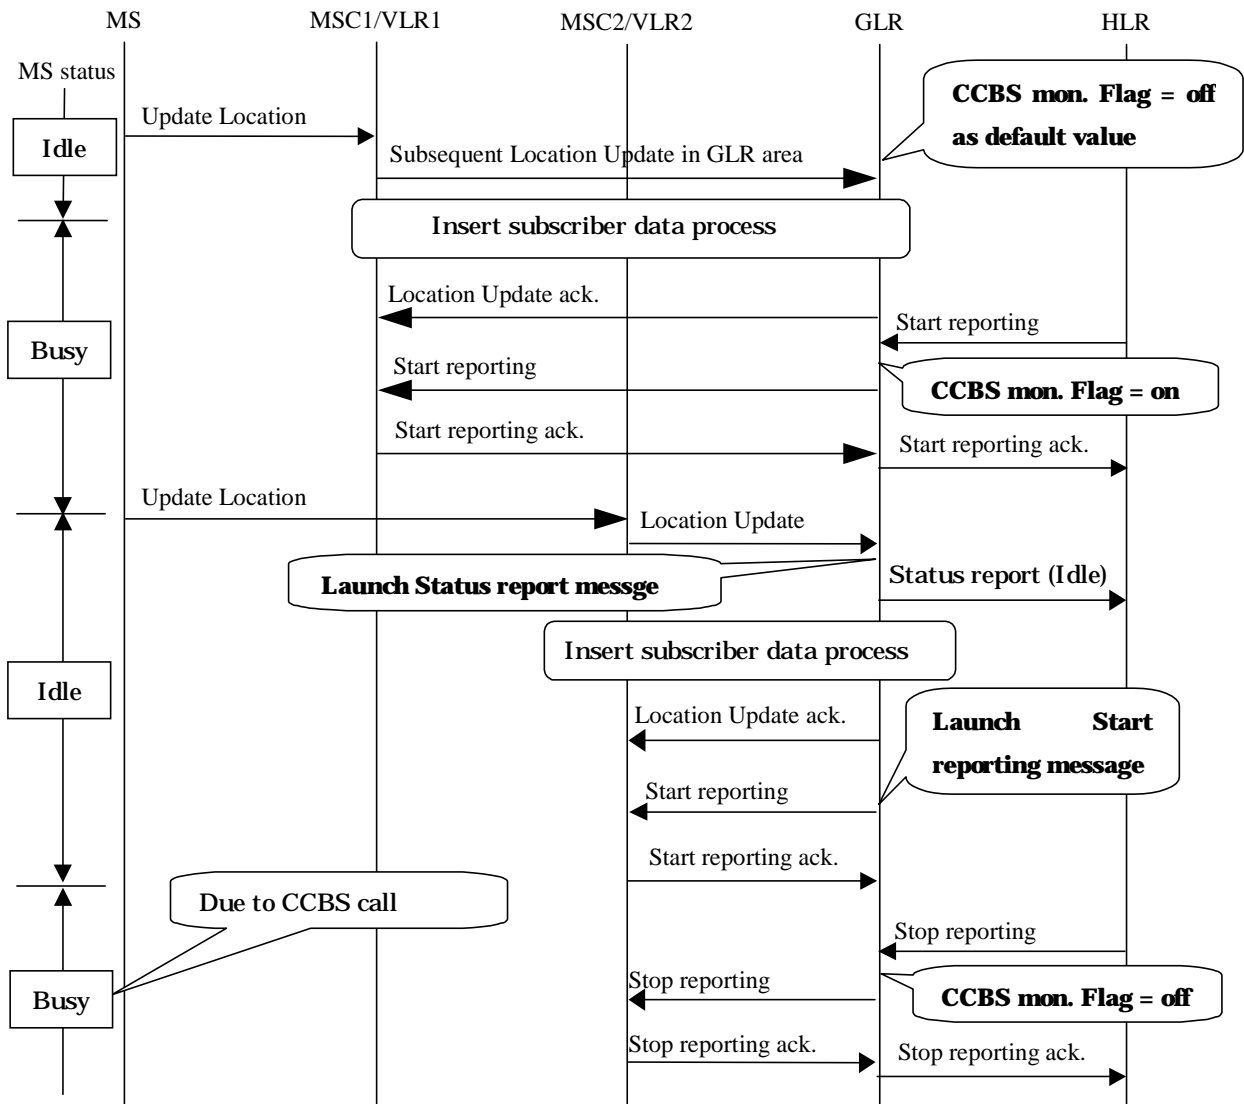 MS MSC1/VLR1 MSC2/VLR2 GLR HLR
MS status
CCBS mon. Flag = off
as default value
Update Location
Idle
Subsequent Location Update in GLR area
Insert subscriber data process
Location Update ack.
Start reporting
Busy
Start reporting
CCBS mon. Flag = on
Start reporting ack.
Start reporting ack.
Update Location
Location Update
Launch Status report messge
Status report (Idle)
Insert subscriber data process
Idle
Location Update ack.
Launch Start
reporting message
Start reporting
Start reporting ack.
Due to CCBS call
Stop reporting
Stop reporting
CCBS mon. Flag = off
Busy
Stop reporting ack.
Stop reporting ack.